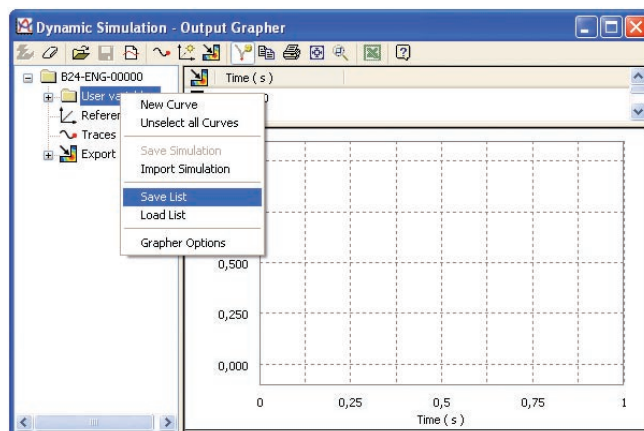 Dynamic Simulation - Output Grapher
B24-ENG-00000
User
Referen
Traces
Export
New Curve
Unselect all Curves
Save Simulation
Import Simulation
Save List
Load List
Grapher Options
Time ( s )
0,500
0,250
0,000
0
0,25
0,5
0,75
1
Time ( s )